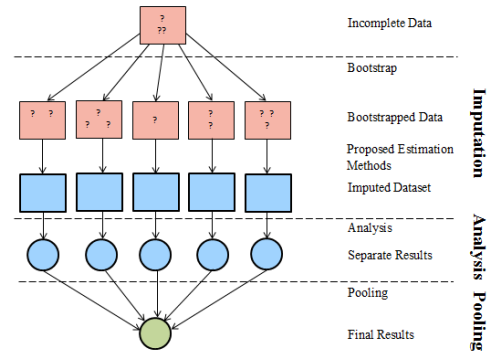 ?
??
Incomplete Data
Bootstrap
? ?
?
? ?
?
?
?
? ?
?
Bootstrapped Data
Proposed Estimation
Methods
Imputed Dataset
Analysis
Separate Results
Pooling
Final Results
Imputation
Analysis
Pooling